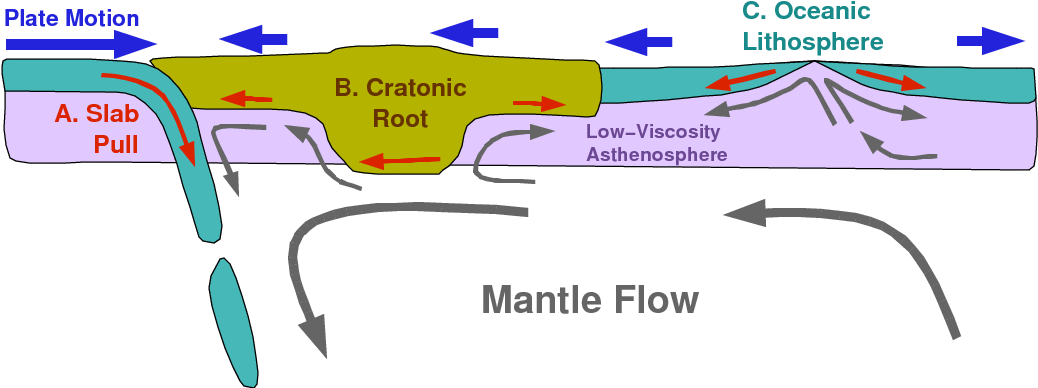 Plate Motion
C. Oceanic
Lithosphere
A. Slab
Pull
B. Cratonic
Root
Low−Viscosity
Asthenosphere
Mantle Flow